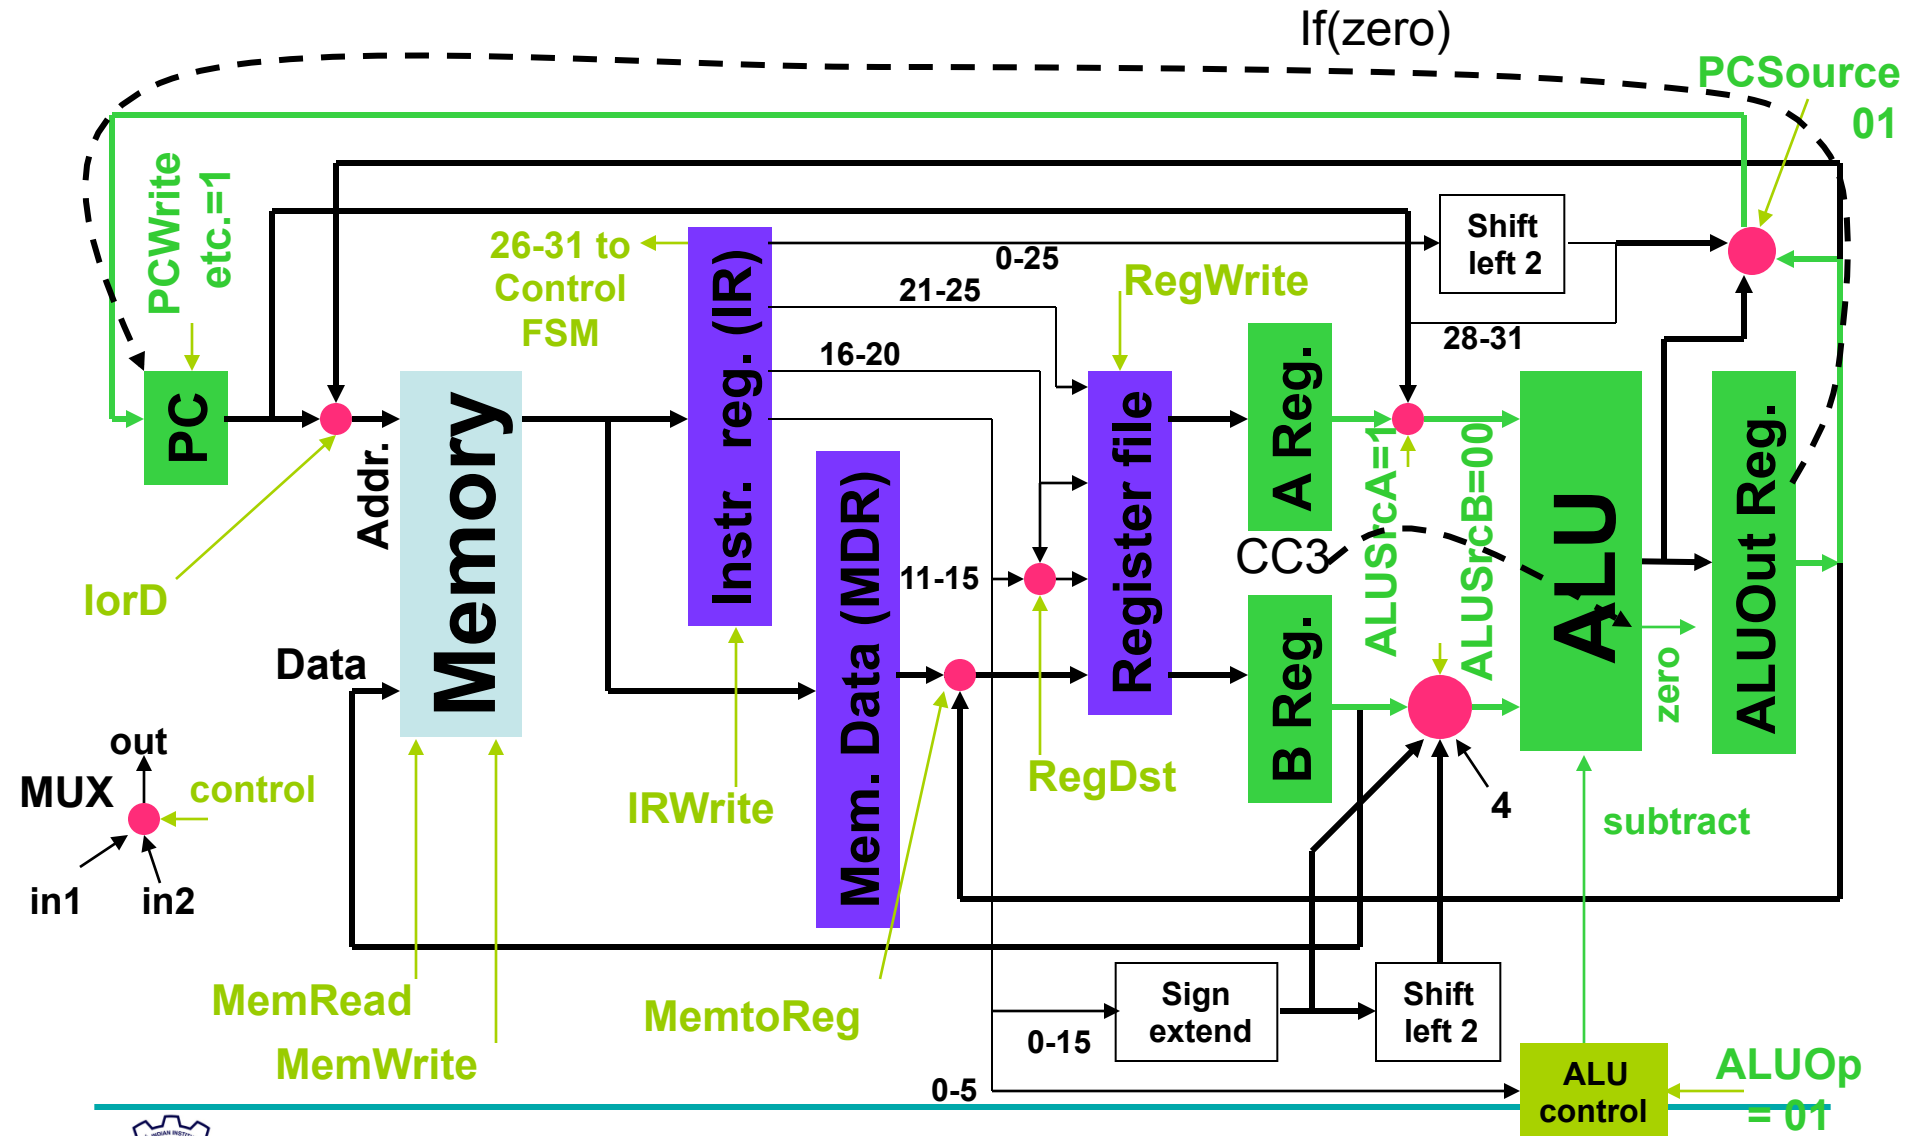 If(zero)
PCSource
01
PCWrite
etc.=1
26-31 to
Control
FSM
Instr. reg. (IR)
0-25
Shift
left 2
21-25
RegWrite
28-31
16-20
PC
Addr.
Memory
Mem. Data (MDR)
11-15
Register file
A Reg.
ALUSrcA=1
ALUSrcB=00
CC3
ALU
ALUOut Reg.
zero
IorD
Data
B Reg.
out
MUX
control
in1
in2
IRWrite
RegDst
4
subtract
MemRead
MemWrite
MemtoReg
Sign
extend
Shift
left 2
0-15
0-5
ALU
control
ALUOp
= 01